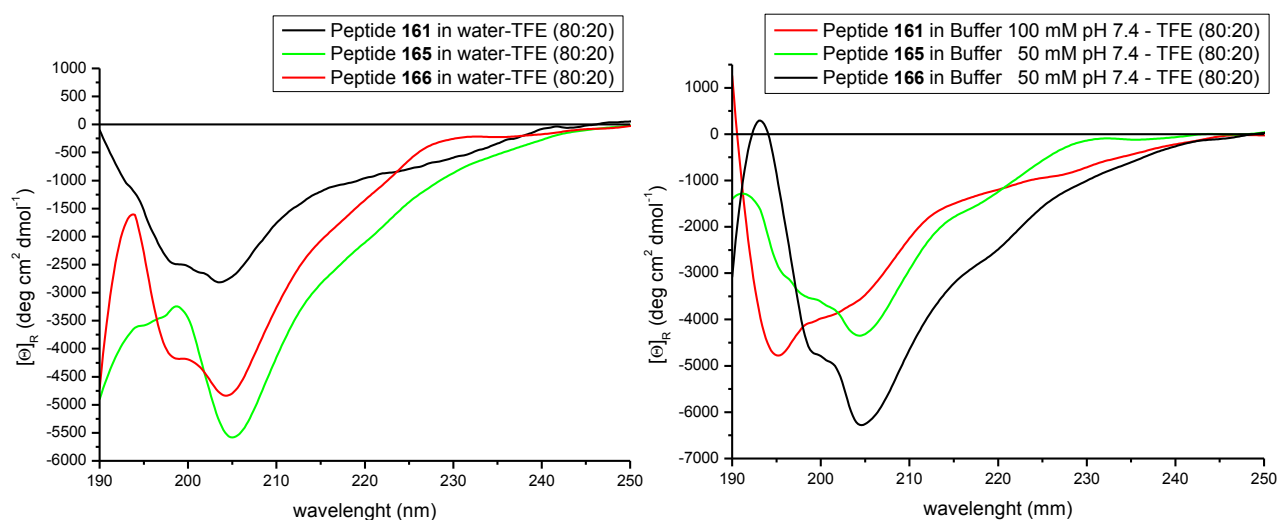 Peptide 161 in water-TFE (80:20)
Peptide 165 in water-TFE (80:20)
Peptide 166 in water-TFE (80:20)
1000
500
0
-500
-1000
-1500
-2000
-2500
-3000
-3500
-4000
-4500
-5000
-5500
-6000
[Θ]R (deg cm2 dmol-1)
190 200 210 220 230 240 250
wavelenght (nm)
Peptide 161 in Buffer 100 mM pH 7.4 - TFE (80:20)
Peptide 165 in Buffer 50 mM pH 7.4 - TFE (80:20)
Peptide 166 in Buffer 50 mM pH 7.4 - TFE (80:20)
1000
0
-1000
-2000
-3000
-4000
-5000
-6000
-7000
[Θ]R (deg cm2 dmol-1)
190 200 210 220 230 240 250
wavelenght (mm)